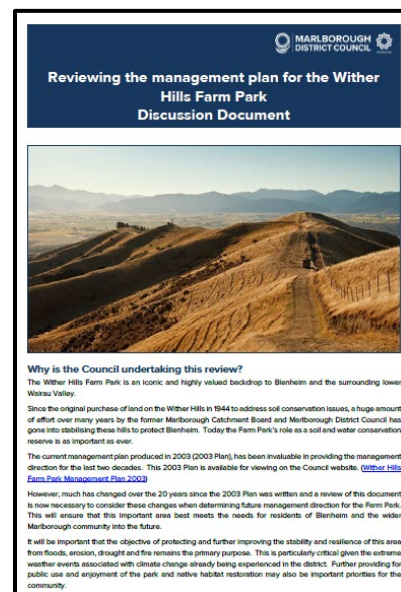 MARLBOROUGH
DISTRICT COUNCIL
Reviewing the management plan for the Wither
Hills Farm Park
Discussion Document
Why is the Council undertaking this review?
The Wither Hills Farm Park is an iconic and highly valued backdrop to Blenheim and the surrounding lower
Wairau Valley.
Since the original purchase of land on the Wither Hills in 1944 to address soil conservation issues, a huge amount
of effort over many years by the former Marlborough Catchment Board and Marlborough District Council has
gone into stabilising these hills to protect Blenheim. Today the Farm Park's role as a soil and water conservation
reserve is as important as ever.
The current management plan produced in 2003 (2003 Plan), has been invaluable in providing the management
direction for the last two decades. This 2003 Plan is available for viewing on the Council website. (Wither Hills
Farm Park Management Plan 2003)
However, much has changed over the 20 years since the 2003 Plan was written and a review of this document
is now necessary to consider these changes when determining future management direction for the Farm Park.
This will ensure that this important area best meets the needs for residents of Blenheim and the wider
Marlborough community into the future.
It will be important that the objective of protecting and further improving the stability and resilience of this area
from floods, erosion, drought and fire remains the primary purpose. This is particularly critical given the extreme
weather events associated with climate change already being experienced in the district. Further providing for
public use and enjoyment of the park and native habitat restoration may also be important priorities for the
community.